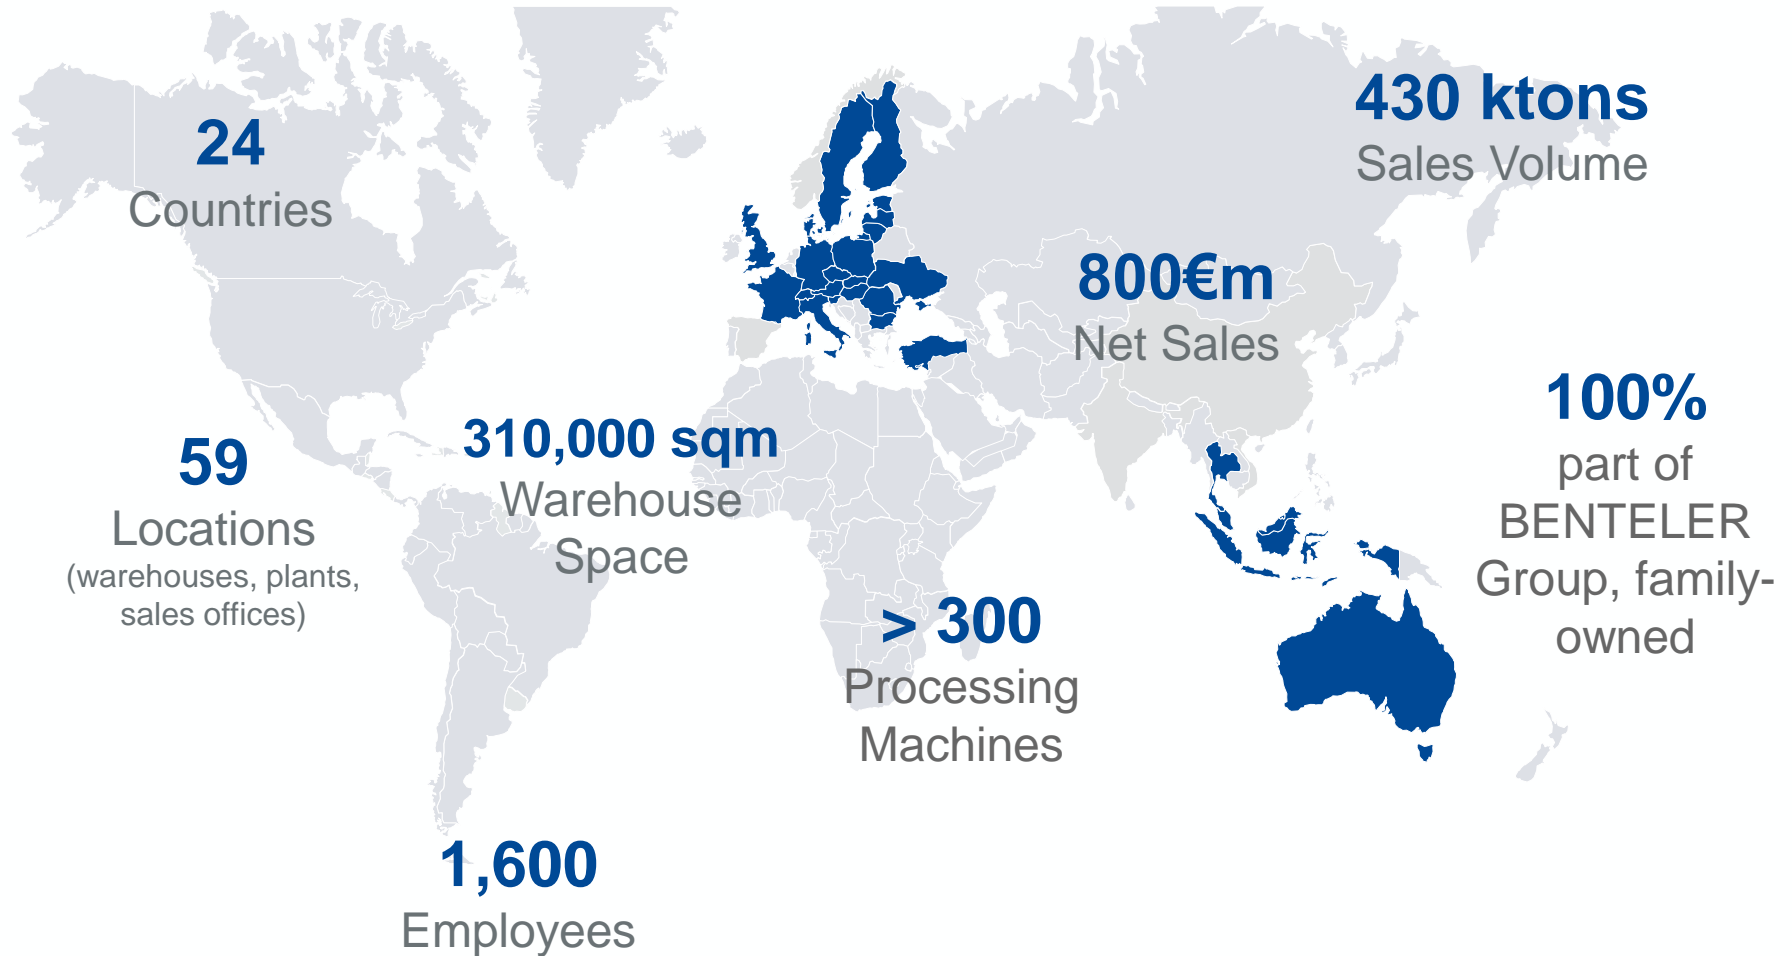 430 ktons
Sales Volume
24
Countries
800€m
Net Sales
100%
part of
BENTELER
Group, family-
owned
310,000 sqm
Warehouse
Space
59
Locations
(warehouses, plants,
sales offices)
> 300
Processing
Machines
1,600
Employees